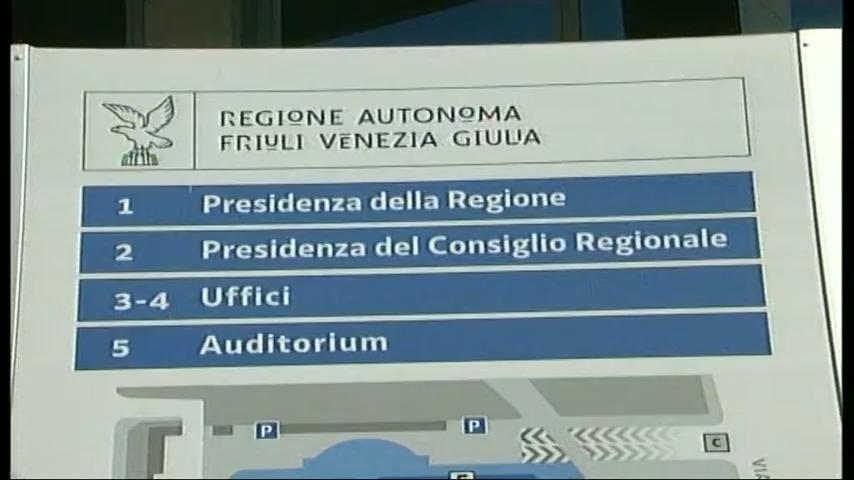 REGIONE AUTONOMA
FRIULI VENEZIA GIULIA
1 Presidenza della Regione
2 Presidenza del Consiglio Regionale
3-4 Uffici
5 Auditorium
P
P
C
VIA